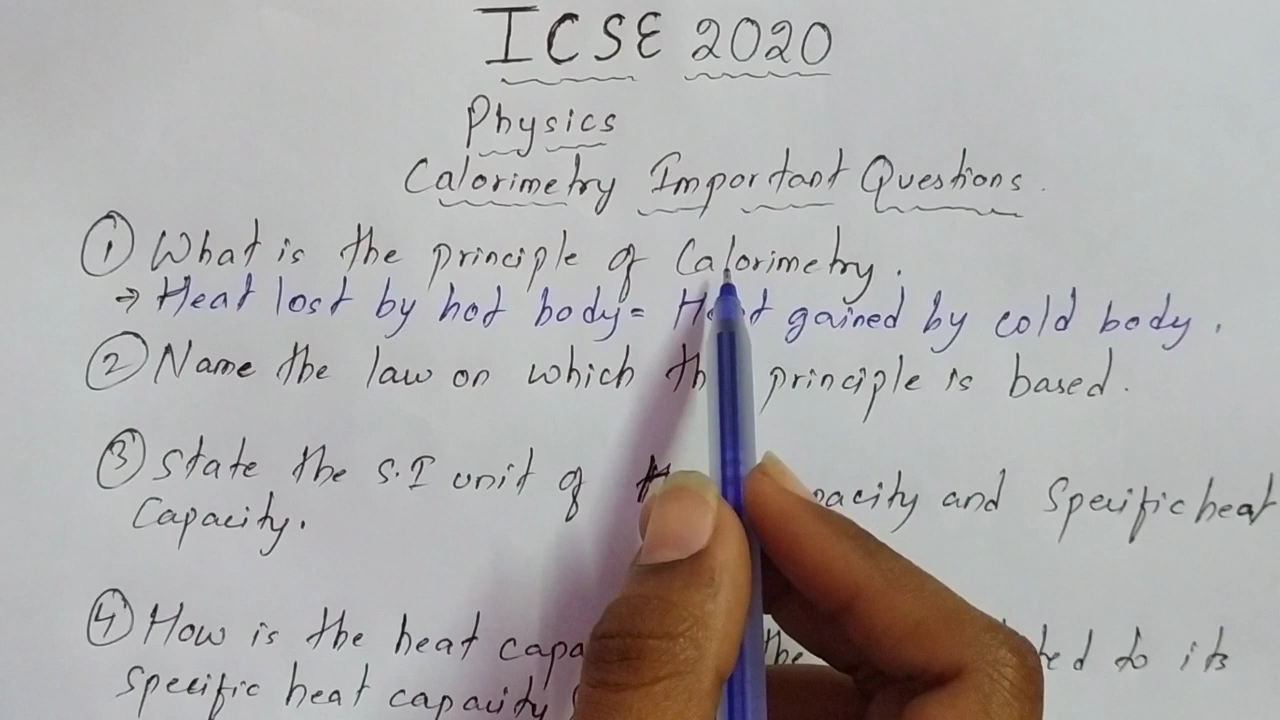 ICSE 2020
Physics
Calorimetry Important Questions.
① What is the principle of Calorimetry.
→ Heat lost by hot body = Heat gained by cold body.
② Name the law on which principle is based.
③ State the S.I unit of and Specific heat
Capacity.
④ How is the heat the to its
specific heat capacity